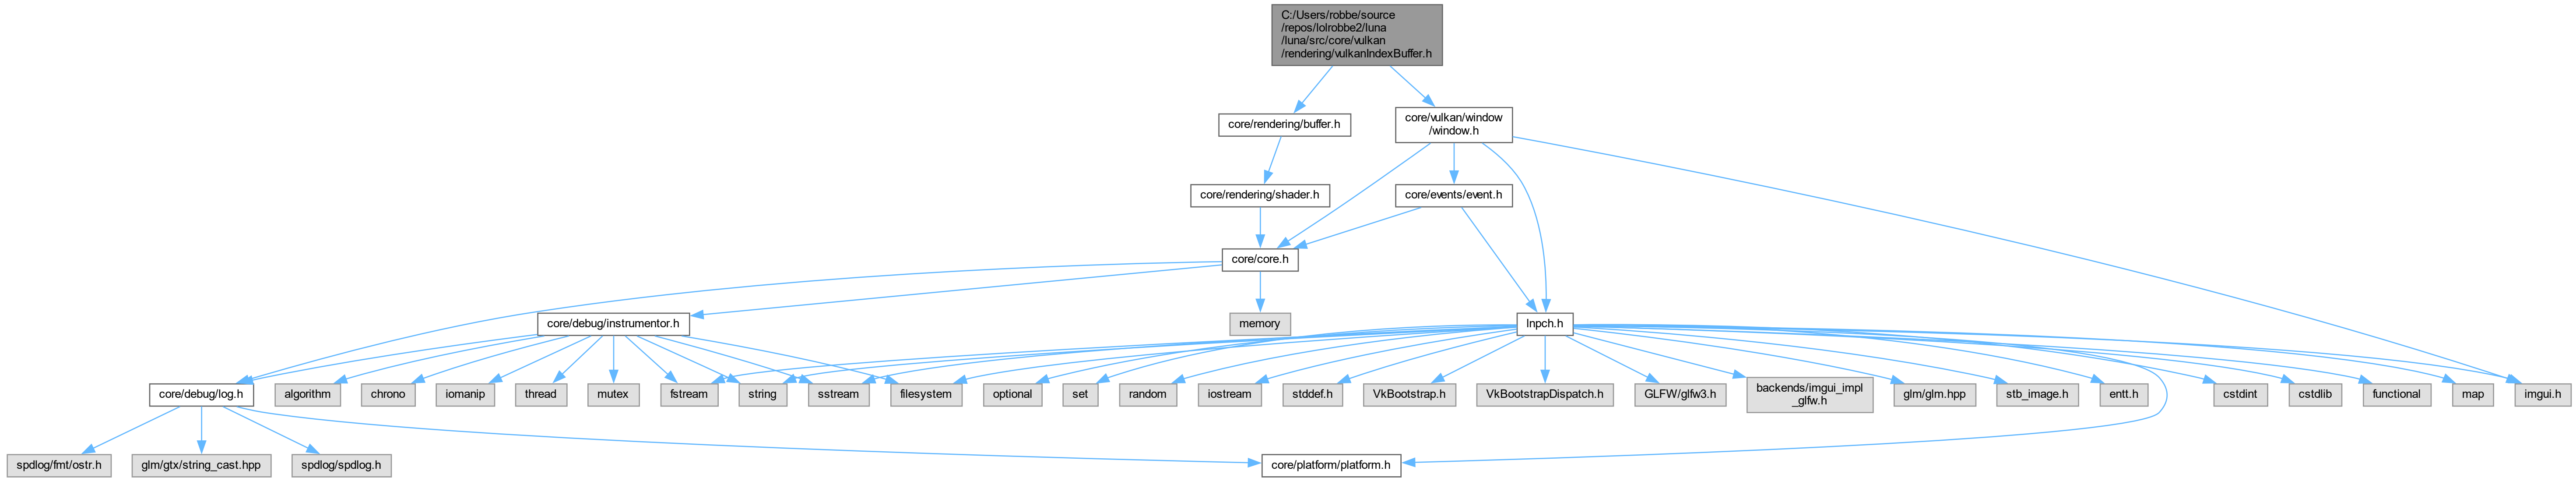 C:/Users/robbe/source
/repos/lolrobbe2/luna
/luna/src/core/vulkan
/rendering/vulkanIndexBuffer.h
core/rendering/buffer.h
core/vulkan/window
/window.h
core/rendering/shader.h
core/events/event.h
core/core.h
core/debug/instrumentor.h
memory
lnpch.h
core/debug/log.h
algorithm
chrono
iomanip
thread
mutex
fstream
string
sstream
filesystem
optional
set
random
iostream
stddef.h
VkBootstrap.h
VkBootstrapDispatch.h
GLFW/glfw3.h
backends/imgui_impl
_glfw.h
glm/glm.hpp
stb_image.h
entt.h
cstdint
cstdlib
functional
map
imgui.h
spdlog/fmt/ostr.h
glm/gtx/string_cast.hpp
spdlog/spdlog.h
core/platform/platform.h